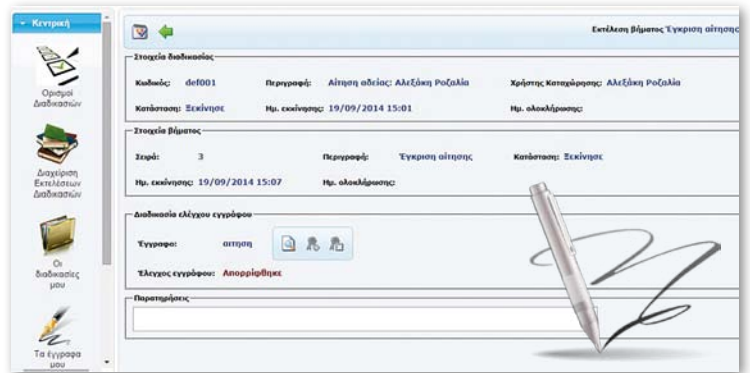 Κεντρική
Εκτέλεση βήματος Έγκριση αίτησης
Ορισμοί
Διαδικασιών
Διαχείριση
Εκτελέσεων
Διαδικασιών
Οι
διαδικασίες
μου
Τα έγγραφα
μου
Στοιχεία διαδικασίας
Κωδικός: def001 Περιγραφή: Αίτηση αδείας: Αλεξάκη Ροζαλία Χρήστης Καταχώρησης: Αλεξάκη Ροζαλία
Κατάσταση: Ξεκίνησε Ημ. εκκίνησης: 19/09/2014 15:01 Ημ. ολοκλήρωσης:
Στοιχεία βήματος
Σειρά: 3 Περιγραφή: Έγκριση αίτησης Κατάσταση: Ξεκίνησε
Ημ. εκκίνησης: 19/09/2014 15:07 Ημ. ολοκλήρωσης:
Διαδικασία ελέγχου εγγράφου
Έγγραφο: αιτηση
Έλεγχος εγγράφου: Απορρίφθηκε
Παρατηρήσεις